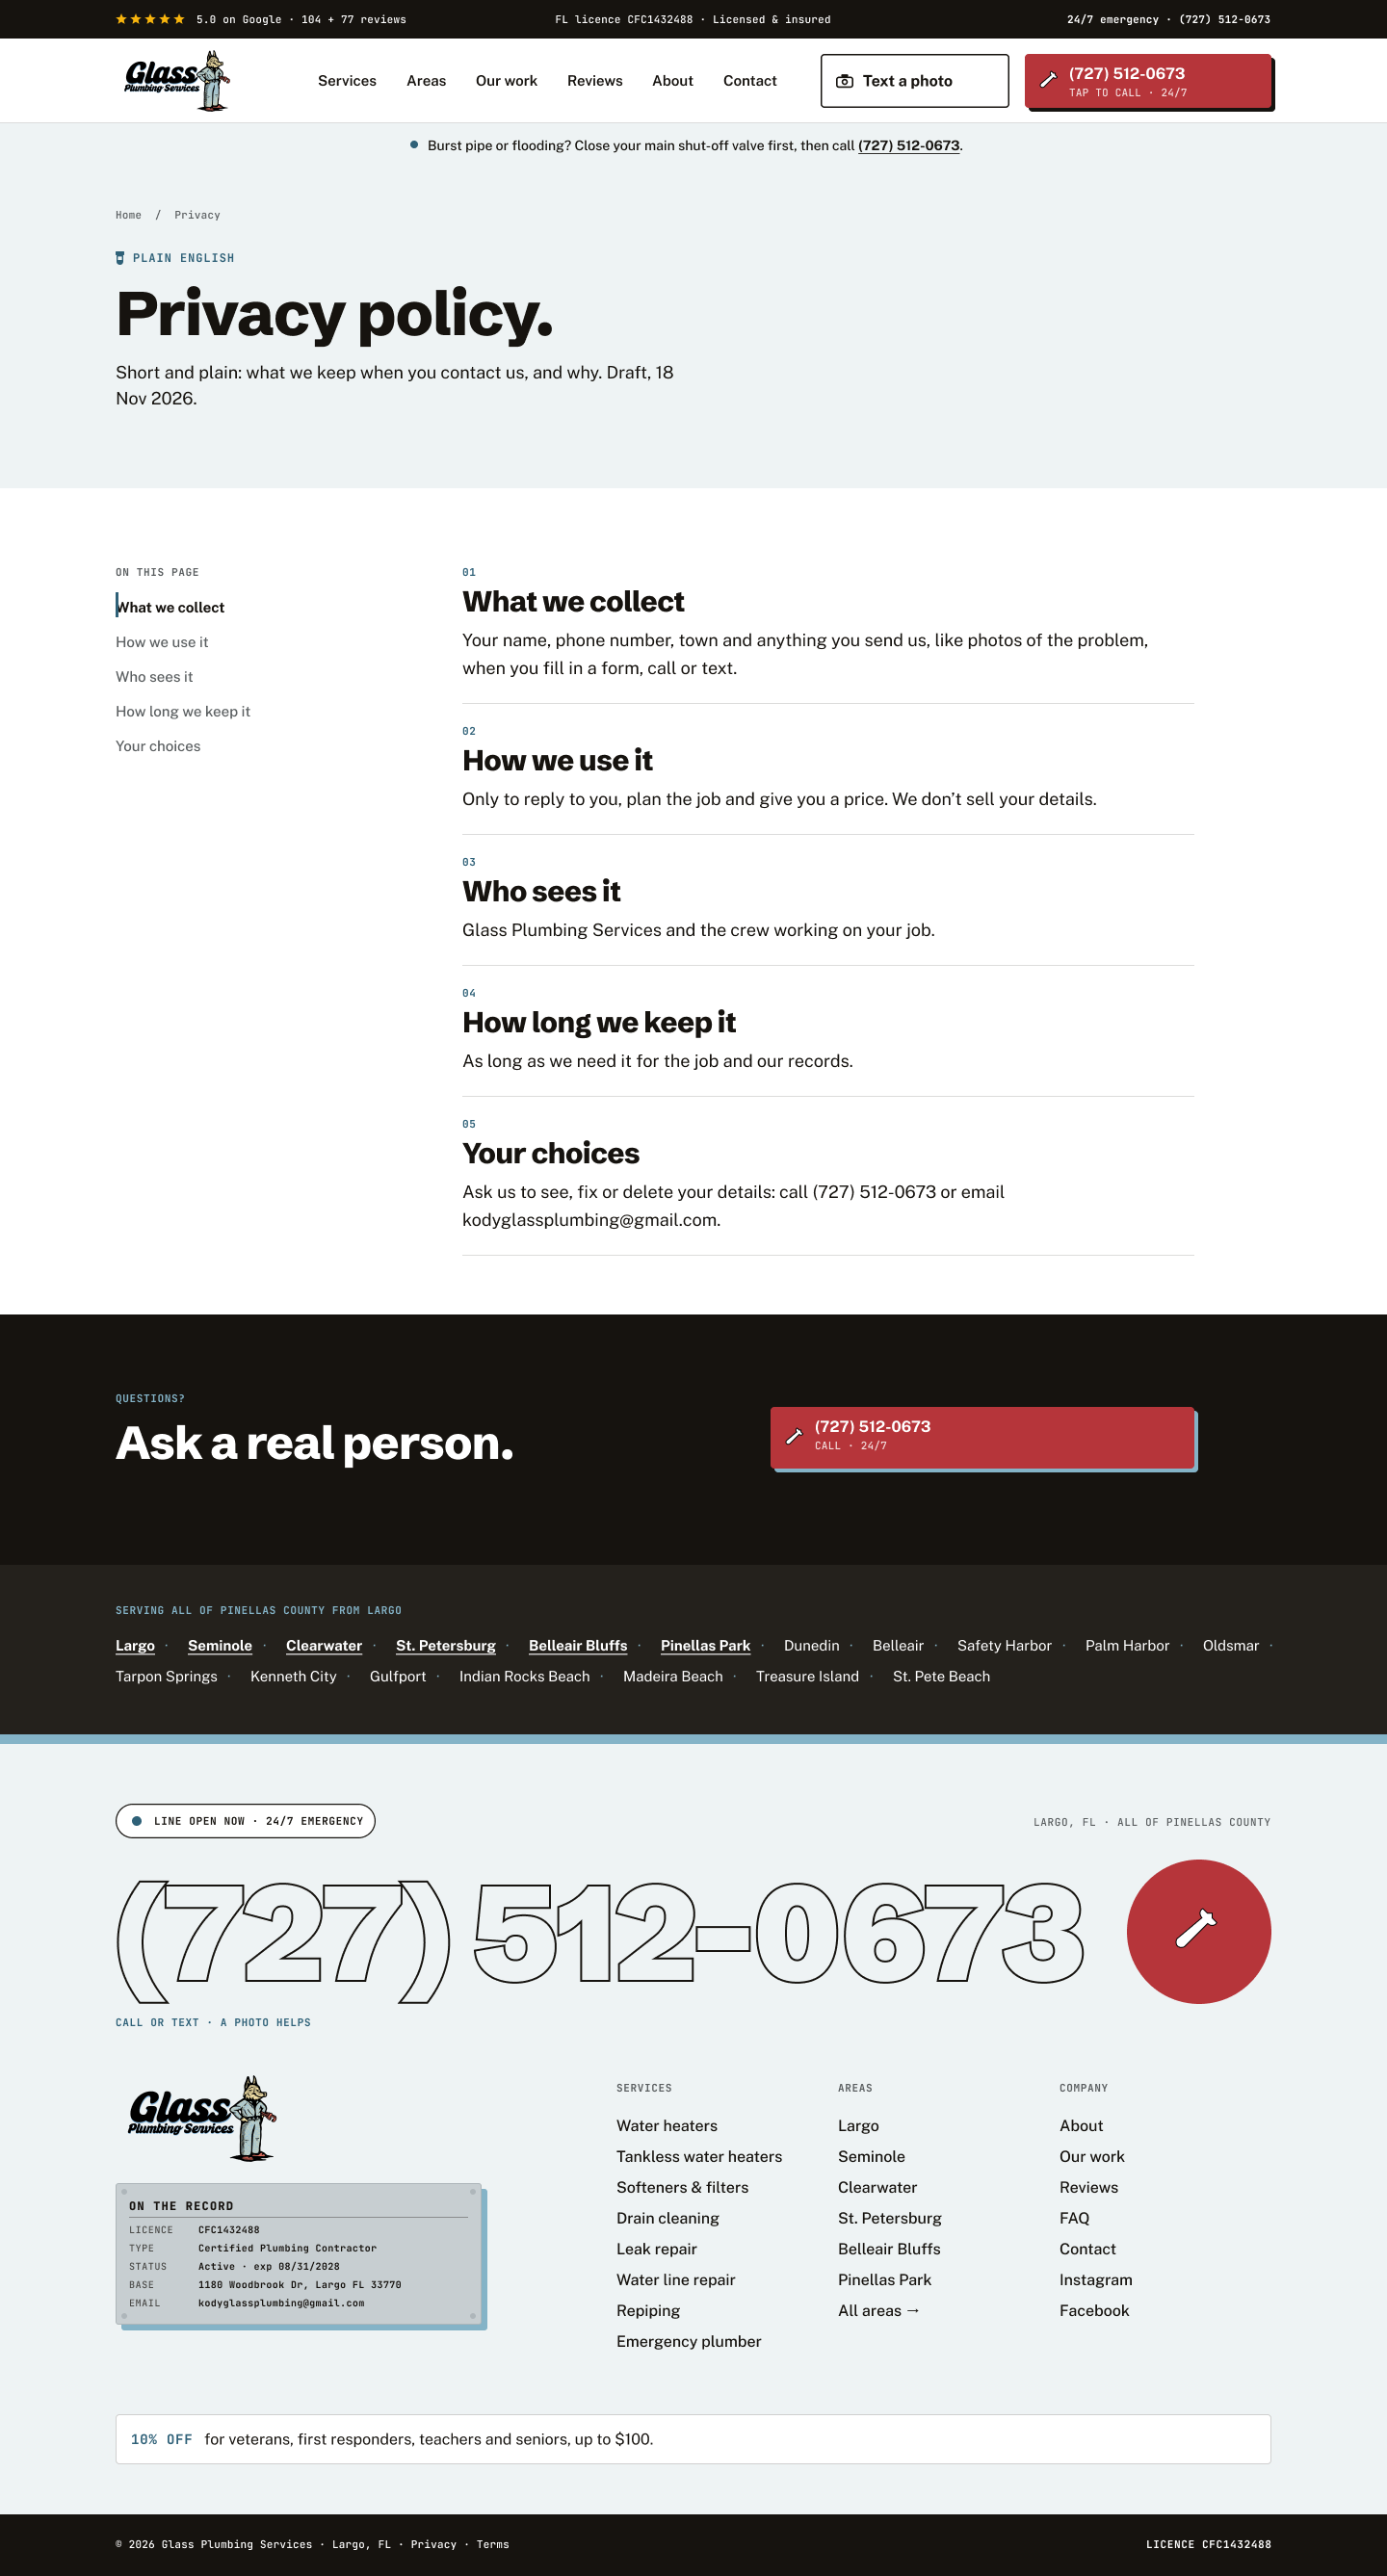 ★★★★★ 5.0 on Google · 104 + 77 reviews
FL licence CFC1432488 · Licensed & insured
24/7 emergency · (727) 512-0673
Glass
Plumbing Services
Services
Areas
Our work
Reviews
About
Contact
Text a photo
(727) 512-0673
TAP TO CALL · 24/7
Burst pipe or flooding? Close your main shut-off valve first, then call (727) 512-0673.
Home / Privacy
PLAIN ENGLISH
Privacy policy.
Short and plain: what we keep when you contact us, and why. Draft, 18
Nov 2026.
ON THIS PAGE
What we collect
How we use it
Who sees it
How long we keep it
Your choices
01
What we collect
Your name, phone number, town and anything you send us, like photos of the problem,
when you fill in a form, call or text.
02
How we use it
Only to reply to you, plan the job and give you a price. We don’t sell your details.
03
Who sees it
Glass Plumbing Services and the crew working on your job.
04
How long we keep it
As long as we need it for the job and our records.
05
Your choices
Ask us to see, fix or delete your details: call (727) 512-0673 or email
kodyglassplumbing@gmail.com.
QUESTIONS?
Ask a real person.
(727) 512-0673
CALL · 24/7
SERVING ALL OF PINELLAS COUNTY FROM LARGO
Largo · Seminole · Clearwater · St. Petersburg · Belleair Bluffs · Pinellas Park · Dunedin · Belleair · Safety Harbor · Palm Harbor · Oldsmar ·
Tarpon Springs · Kenneth City · Gulfport · Indian Rocks Beach · Madeira Beach · Treasure Island · St. Pete Beach
LINE OPEN NOW · 24/7 EMERGENCY
LARGO, FL · ALL OF PINELLAS COUNTY
(727) 512-0673
CALL OR TEXT · A PHOTO HELPS
Glass
Plumbing Services
ON THE RECORD
LICENCE CFC1432488
TYPE Certified Plumbing Contractor
STATUS Active · exp 08/31/2028
BASE 1180 Woodbrook Dr, Largo FL 33770
EMAIL kodyglassplumbing@gmail.com
SERVICES
Water heaters
Tankless water heaters
Softeners & filters
Drain cleaning
Leak repair
Water line repair
Repiping
Emergency plumber
AREAS
Largo
Seminole
Clearwater
St. Petersburg
Belleair Bluffs
Pinellas Park
All areas →
COMPANY
About
Our work
Reviews
FAQ
Contact
Instagram
Facebook
10% OFF for veterans, first responders, teachers and seniors, up to $100.
© 2026 Glass Plumbing Services · Largo, FL · Privacy · Terms
LICENCE CFC1432488